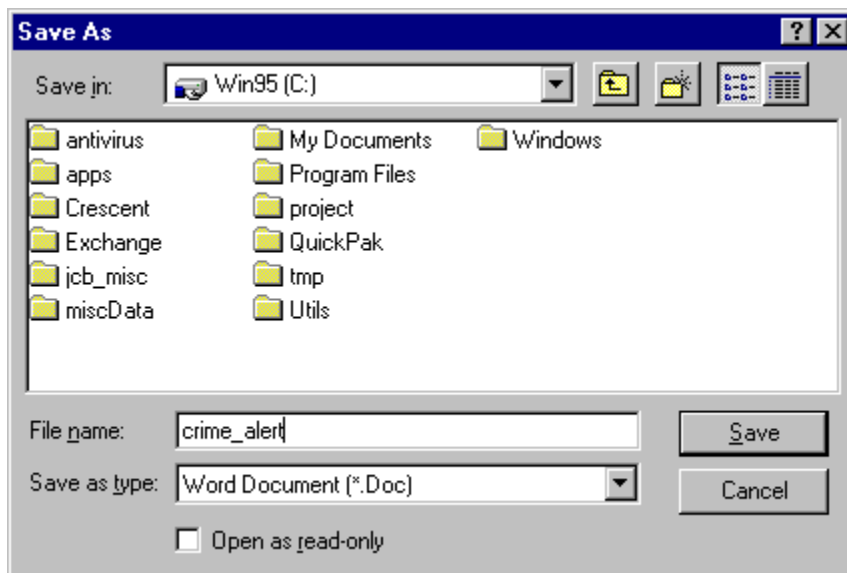 Save As
Save in: Win95 (C:)
antivirus My Documents Windows
apps Program Files
Crescent project
Exchange QuickPak
jcb_misc tmp
miscData Utils
File name: crime_alert Save
Save as type: Word Document (*.Doc) Cancel
Open as read-only